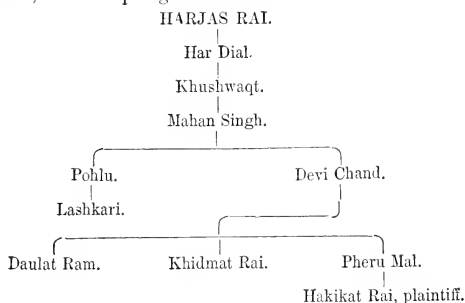 HARJAS RAI.
Har Dial.
Khushwaqt.
Mahan Singh.
Pohlu. Devi Chand.
Lashkari.
Daulat Ram. Khidmat Rai. Pheru Mal.
Hakikat Rai, plaintiff.